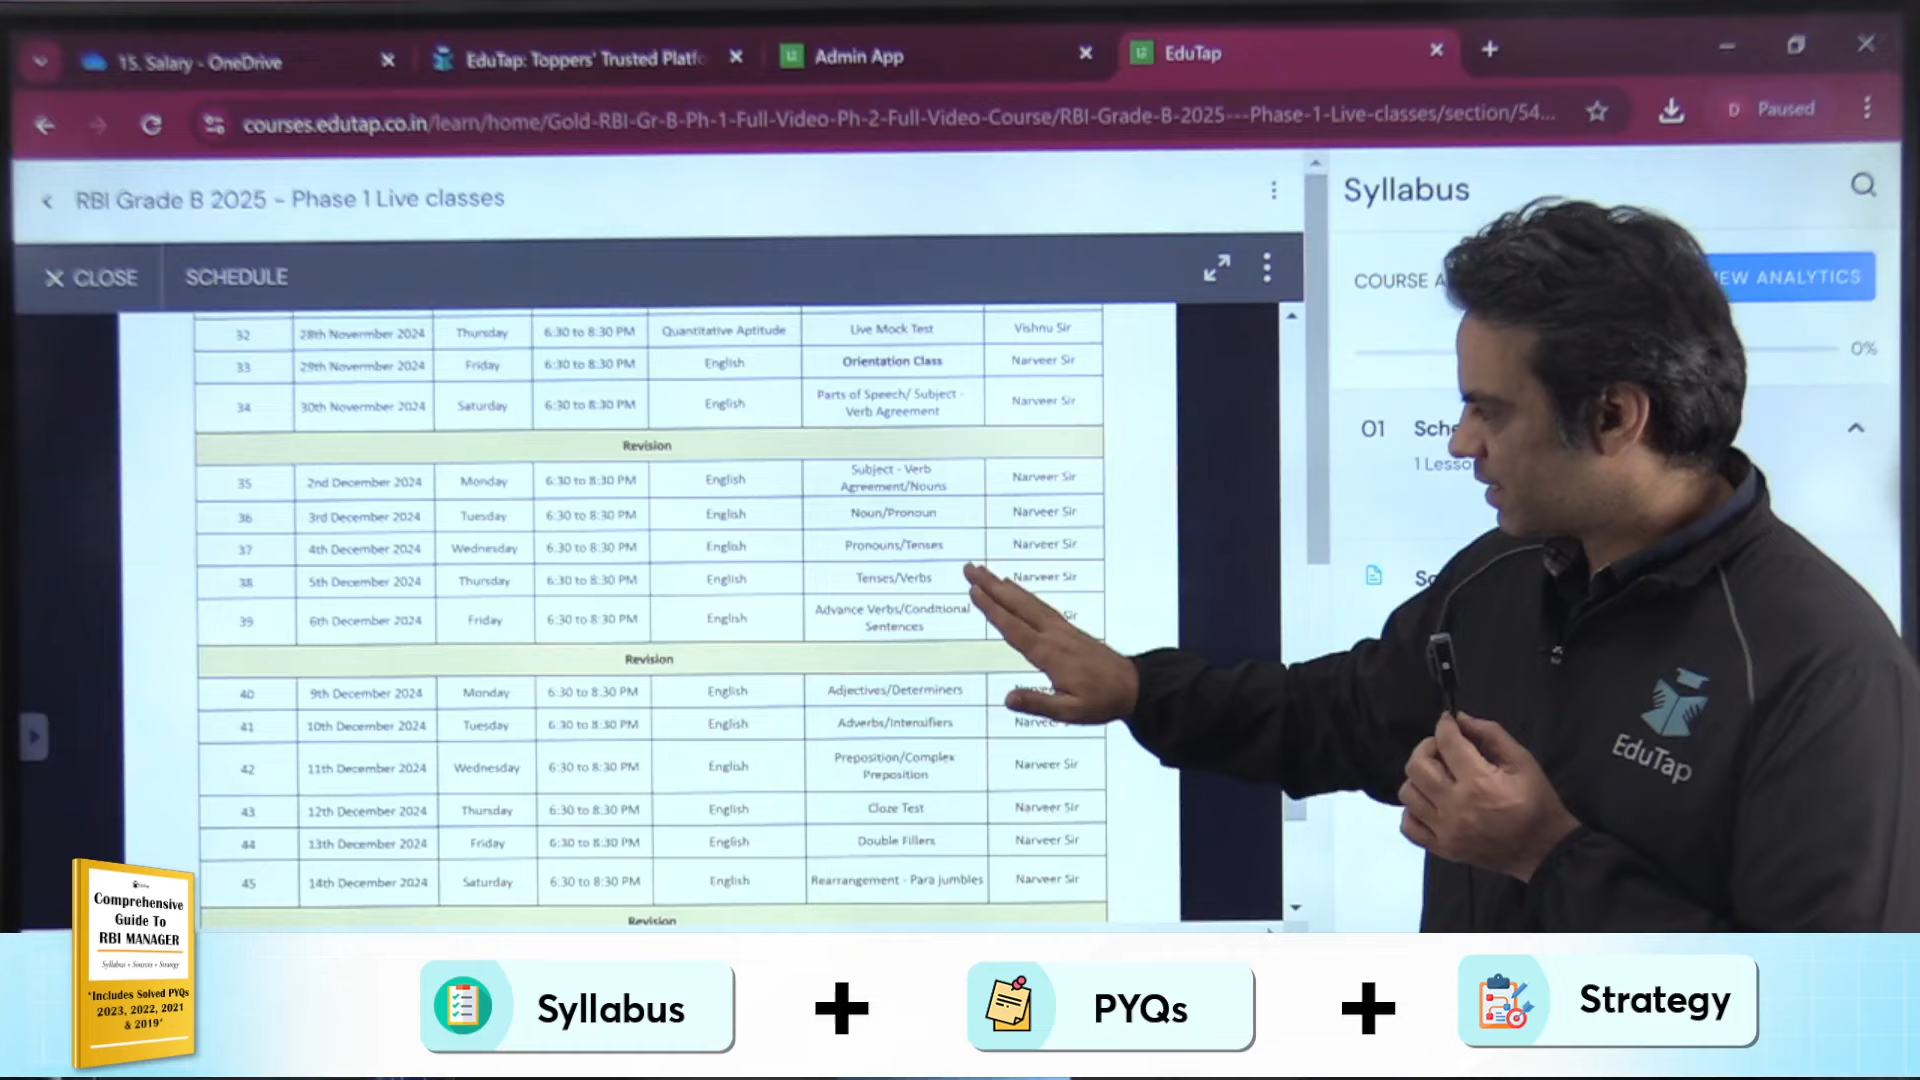 15. Salary - OneDrive
EduTap: Toppers' Trusted Platfo
Admin App
EduTap
courses.edutap.co.in/learn/home/Gold-RBI-Gr-B-Ph-1-Full-Video-Ph-2-Full-Video-Course/RBI-Grade-B-2025---Phase-1-Live-classes/section/54...
D Paused
RBI Grade B 2025 - Phase 1 Live classes
Syllabus
CLOSE SCHEDULE
COURSE A
EW ANALYTICS
0%
32 28th Novermber 2024 Thursday 6:30 to 8:30 PM Quantitative Aptitude Live Mock Test Vishnu Sir
33 29th Novermber 2024 Friday 6:30 to 8:30 PM English Orientation Class Narveer Sir
34 30th Novermber 2024 Saturday 6:30 to 8:30 PM English Parts of Speech/ Subject - Verb Agreement Narveer Sir
Revision
35 2nd December 2024 Monday 6:30 to 8:30 PM English Subject - Verb Agreement/Nouns Narveer Sir
36 3rd December 2024 Tuesday 6:30 to 8:30 PM English Noun/Pronoun Narveer Sir
37 4th December 2024 Wednesday 6:30 to 8:30 PM English Pronouns/Tenses Narveer Sir
38 5th December 2024 Thursday 6:30 to 8:30 PM English Tenses/Verbs Narveer Sir
39 6th December 2024 Friday 6:30 to 8:30 PM English Advance Verbs/Conditional Sentences Sir
Revision
40 9th December 2024 Monday 6:30 to 8:30 PM English Adjectives/Determiners
41 10th December 2024 Tuesday 6:30 to 8:30 PM English Adverbs/Intensifiers
42 11th December 2024 Wednesday 6:30 to 8:30 PM English Preposition/Complex Preposition Narveer Sir
43 12th December 2024 Thursday 6:30 to 8:30 PM English Cloze Test Narveer Sir
44 13th December 2024 Friday 6:30 to 8:30 PM English Double Fillers Narveer Sir
45 14th December 2024 Saturday 6:30 to 8:30 PM English Rearrangement - Para jumbles Narveer Sir
Revision
01 Sche
1 Lesso
EduTap
Comprehensive
Guide To
RBI MANAGER
Syllabus + Sources + Strategy
*Includes Solved PYQs
2023, 2022, 2021
& 2019*
Syllabus + PYQs + Strategy